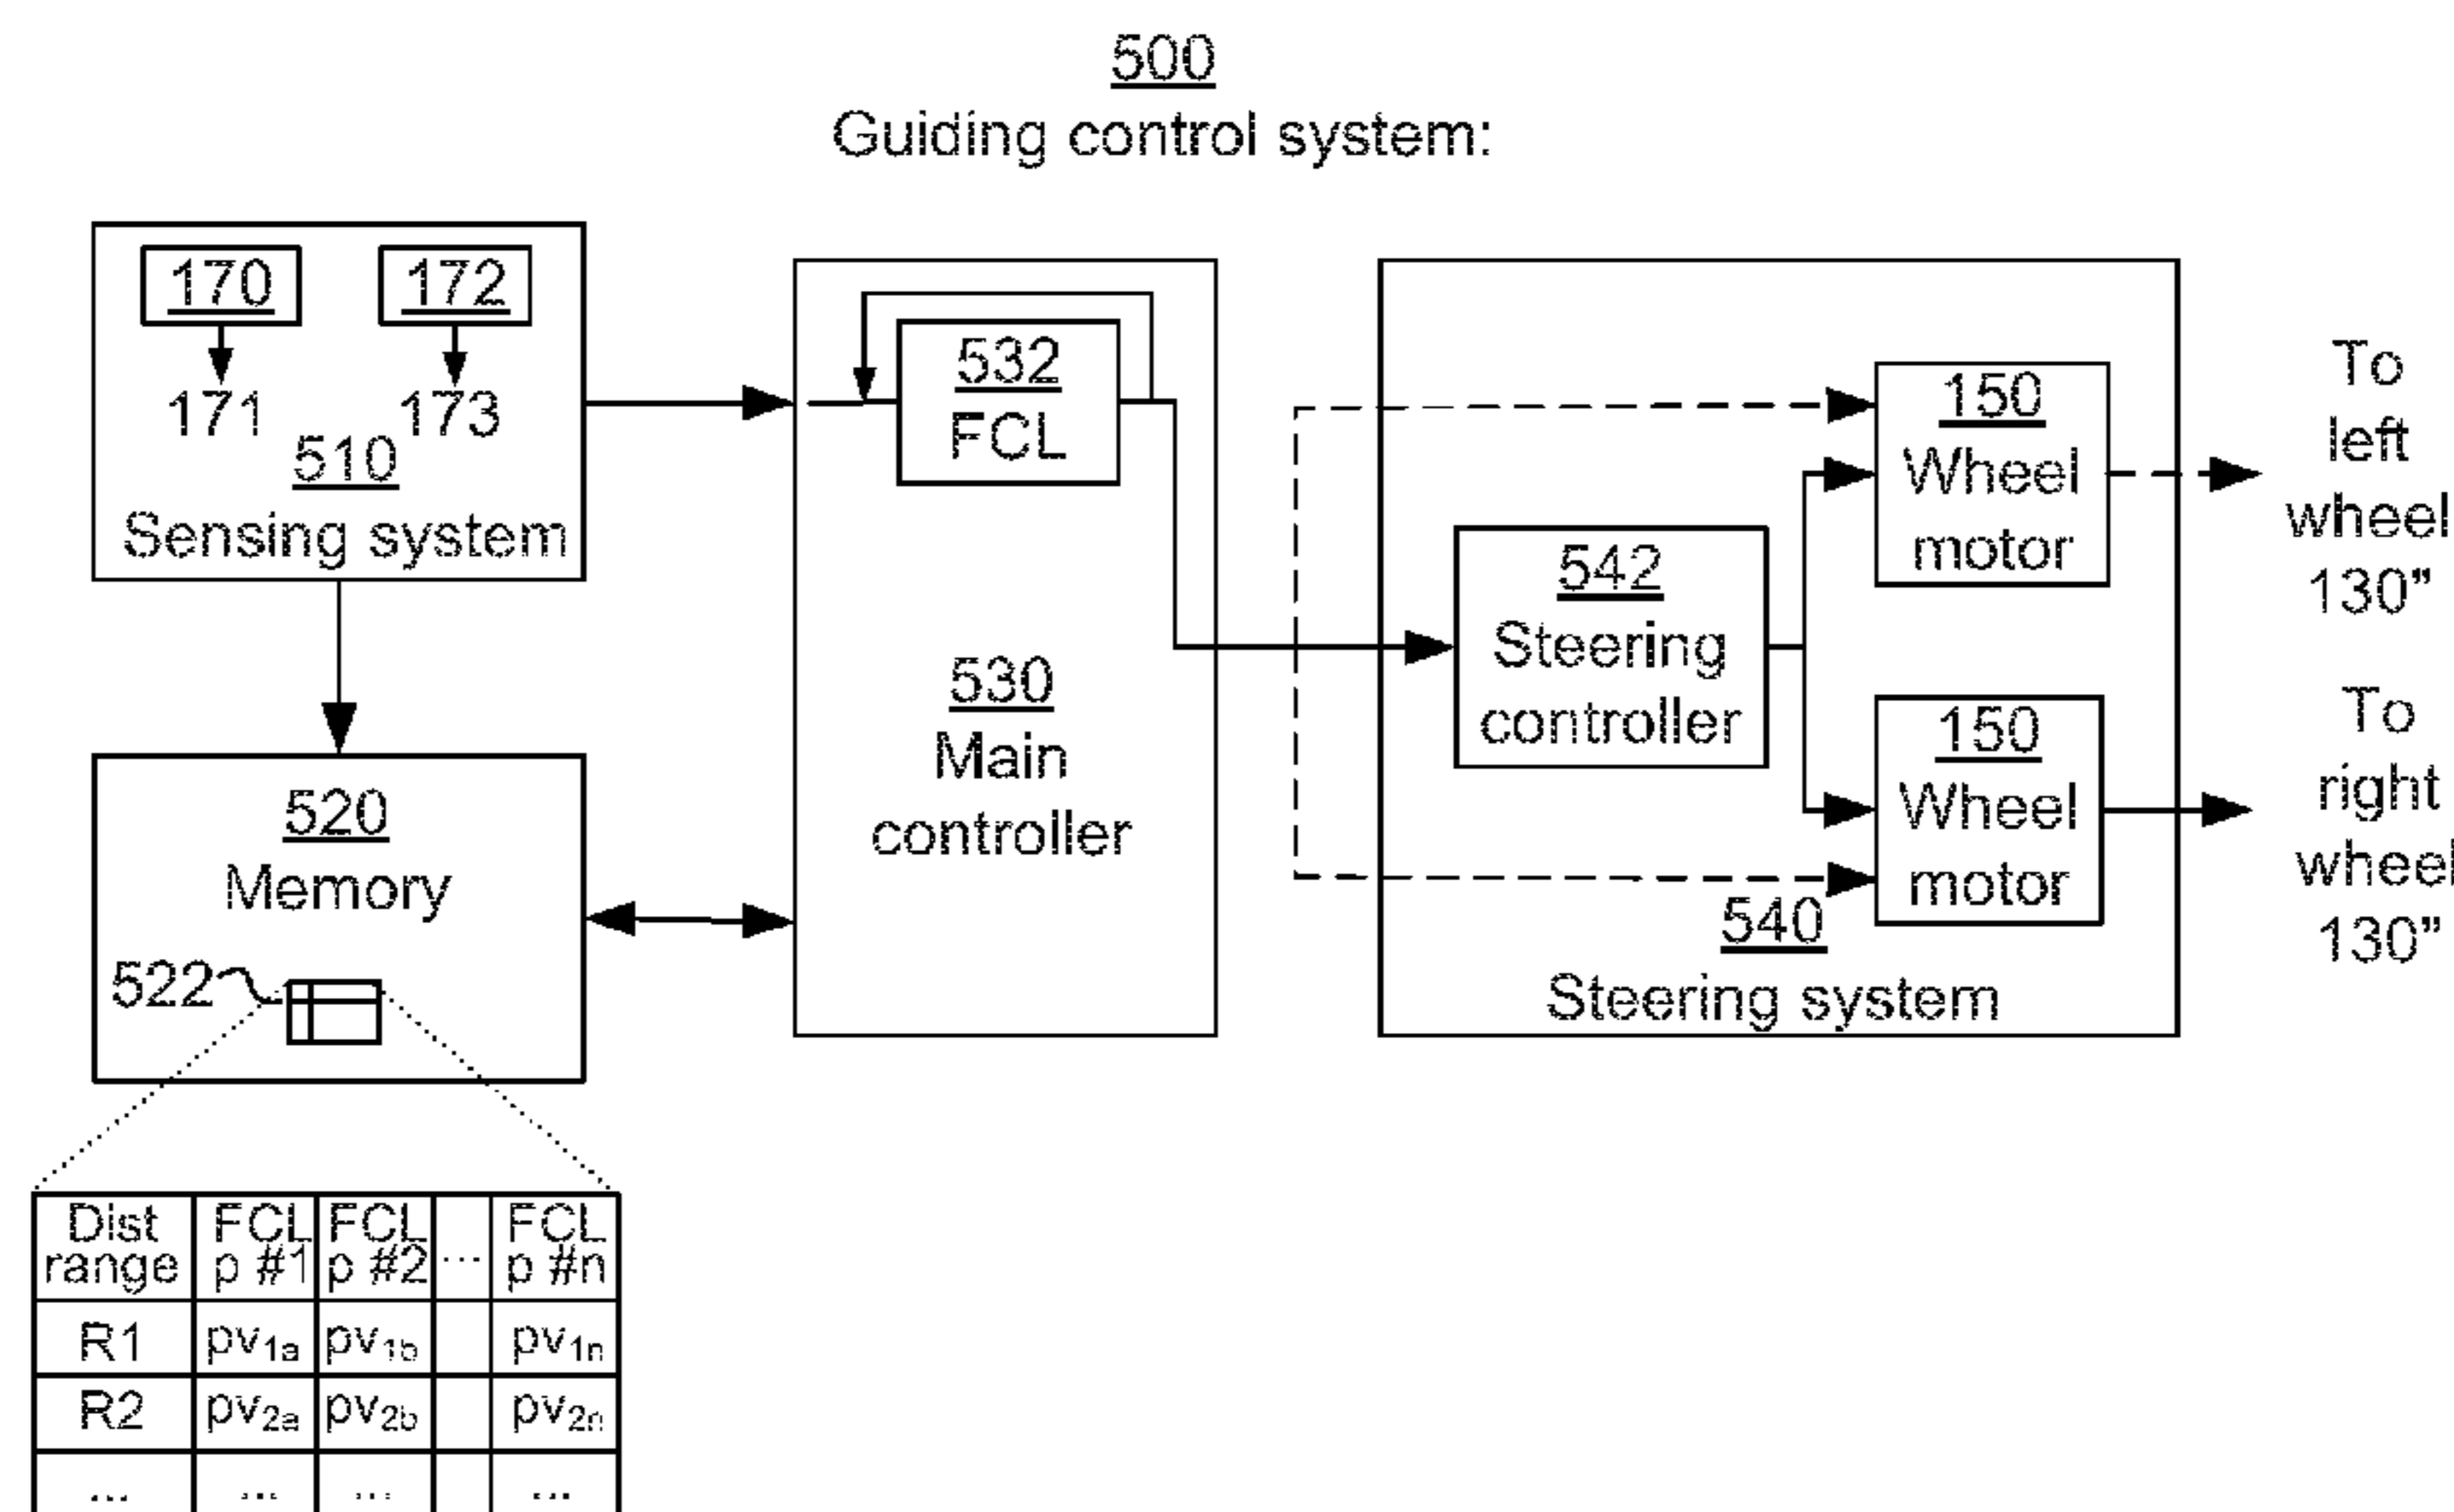 500
Guiding control system:
170
172
171
173
510
Sensing system
532
FCL
530
Main
controller
542
Steering
controller
150
Wheel
motor
150
Wheel
motor
540
Steering system
To
left
wheel
130”
To
right
wheel
130”
520
Memory
522
Dist range FCL p #1 FCL p #2 ... FCL p #n
R1 pv1a pv1b pv1n
R2 pv2a pv2b pv2n
... ... ... ...